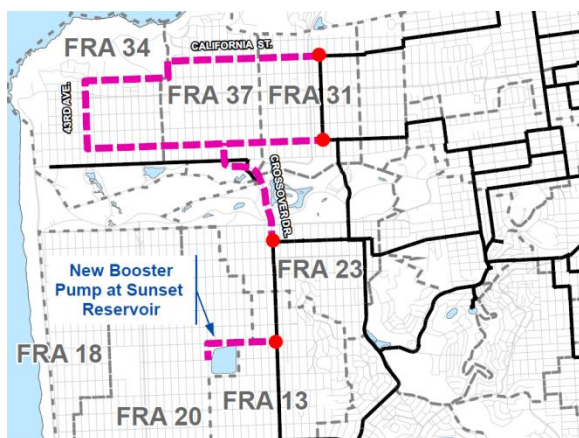 FRA 34
CALIFORNIA ST.
43RD AVE.
FRA 37
FRA 31
CROSSOVER DR.
New Booster
Pump at Sunset
Reservoir
FRA 23
FRA 18
FRA 20
FRA 13